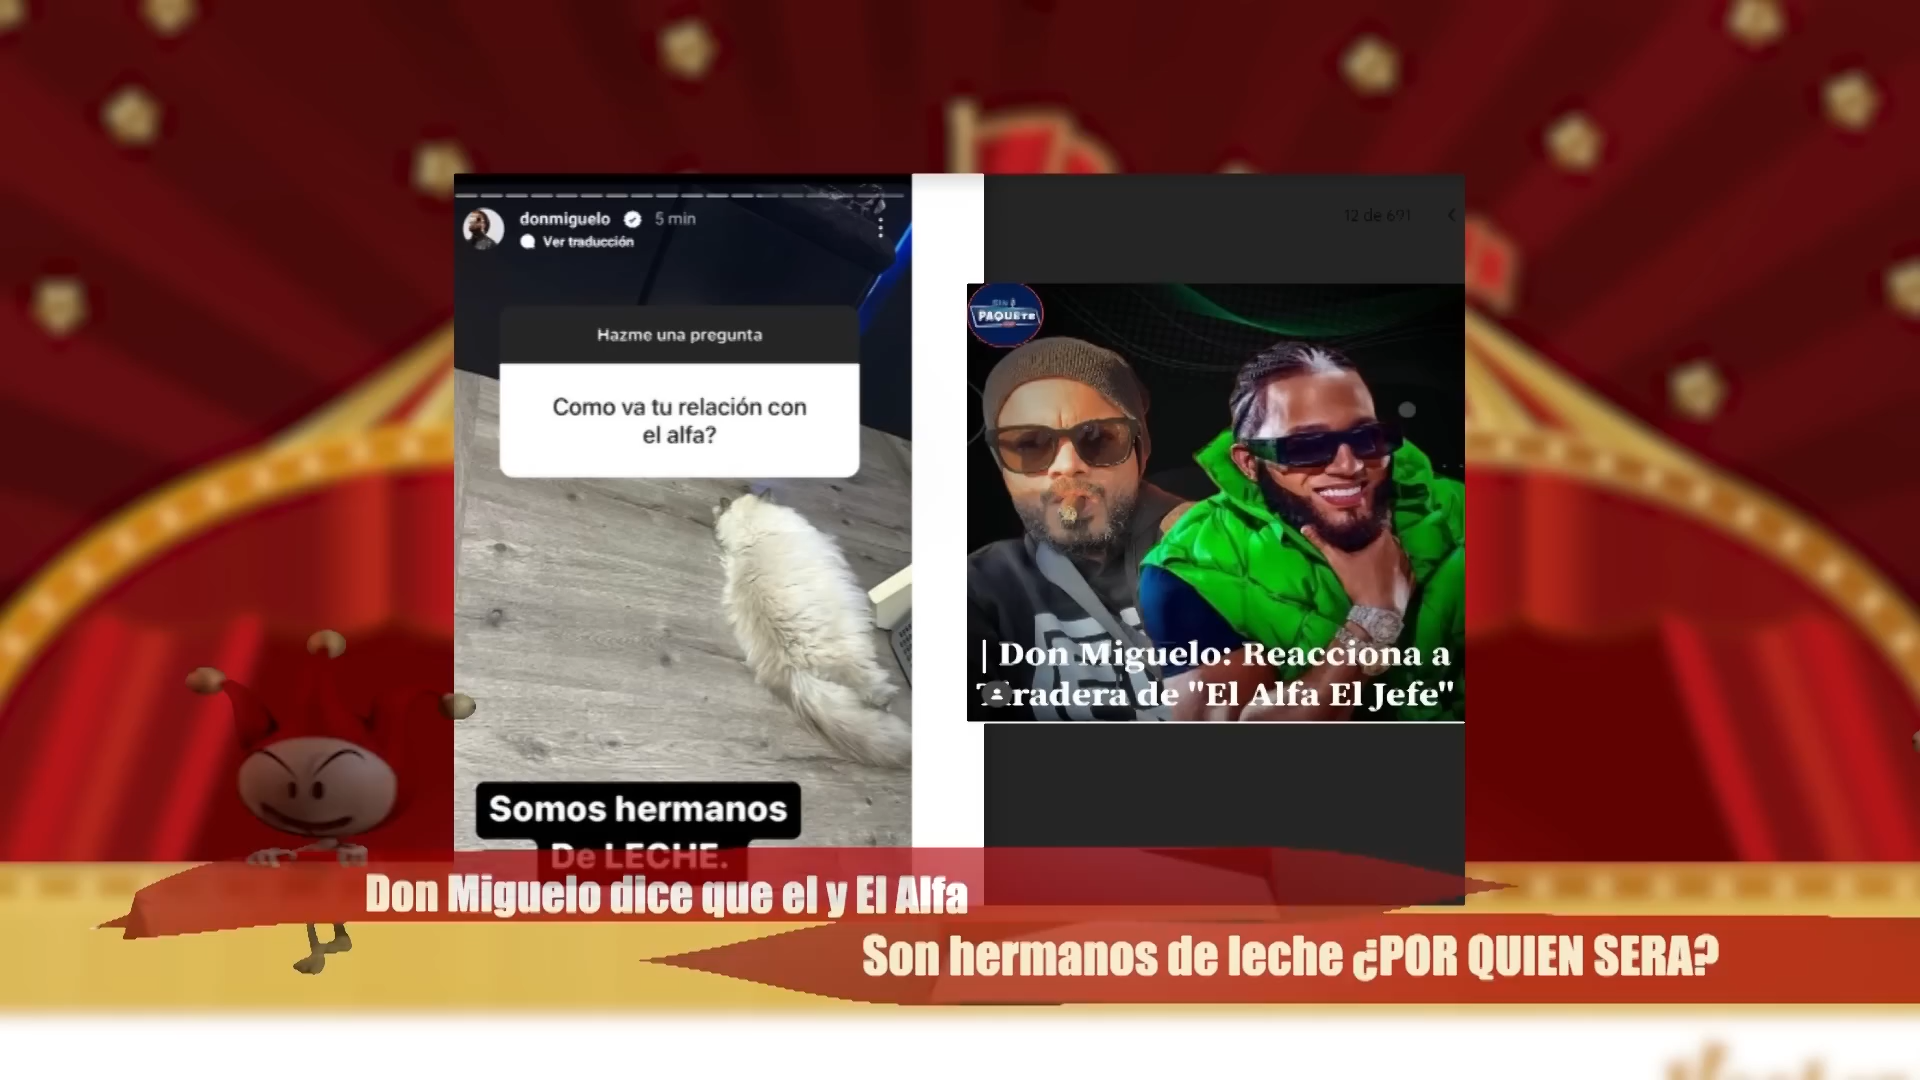 donmiguelo 5 min
Ver traducción
Hazme una pregunta
Como va tu relación con
el alfa?
Somos hermanos
De LECHE.
12 de 691
PAQUETE
| Don Miguelo: Reacciona a
Tiradera de "El Alfa El Jefe"
Don Miguelo dice que el y El Alfa
Son hermanos de leche ¿POR QUIEN SERA?